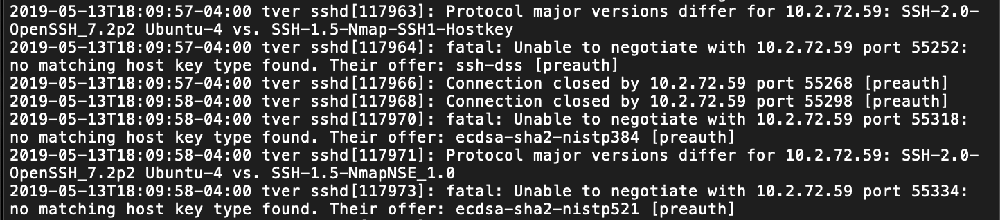 2019-05-13T18:09:57-04:00 tver sshd[117963]: Protocol major versions differ for 10.2.72.59: SSH-2.0-
OpenSSH_7.2p2 Ubuntu-4 vs. SSH-1.5-Nmap-SSH1-Hostkey
2019-05-13T18:09:57-04:00 tver sshd[117964]: fatal: Unable to negotiate with 10.2.72.59 port 55252:
no matching host key type found. Their offer: ssh-dss [preauth]
2019-05-13T18:09:57-04:00 tver sshd[117966]: Connection closed by 10.2.72.59 port 55268 [preauth]
2019-05-13T18:09:58-04:00 tver sshd[117968]: Connection closed by 10.2.72.59 port 55298 [preauth]
2019-05-13T18:09:58-04:00 tver sshd[117970]: fatal: Unable to negotiate with 10.2.72.59 port 55318:
no matching host key type found. Their offer: ecdsa-sha2-nistp384 [preauth]
2019-05-13T18:09:58-04:00 tver sshd[117971]: Protocol major versions differ for 10.2.72.59: SSH-2.0-
OpenSSH_7.2p2 Ubuntu-4 vs. SSH-1.5-NmapNSE_1.0
2019-05-13T18:09:58-04:00 tver sshd[117973]: fatal: Unable to negotiate with 10.2.72.59 port 55334:
no matching host key type found. Their offer: ecdsa-sha2-nistp521 [preauth]